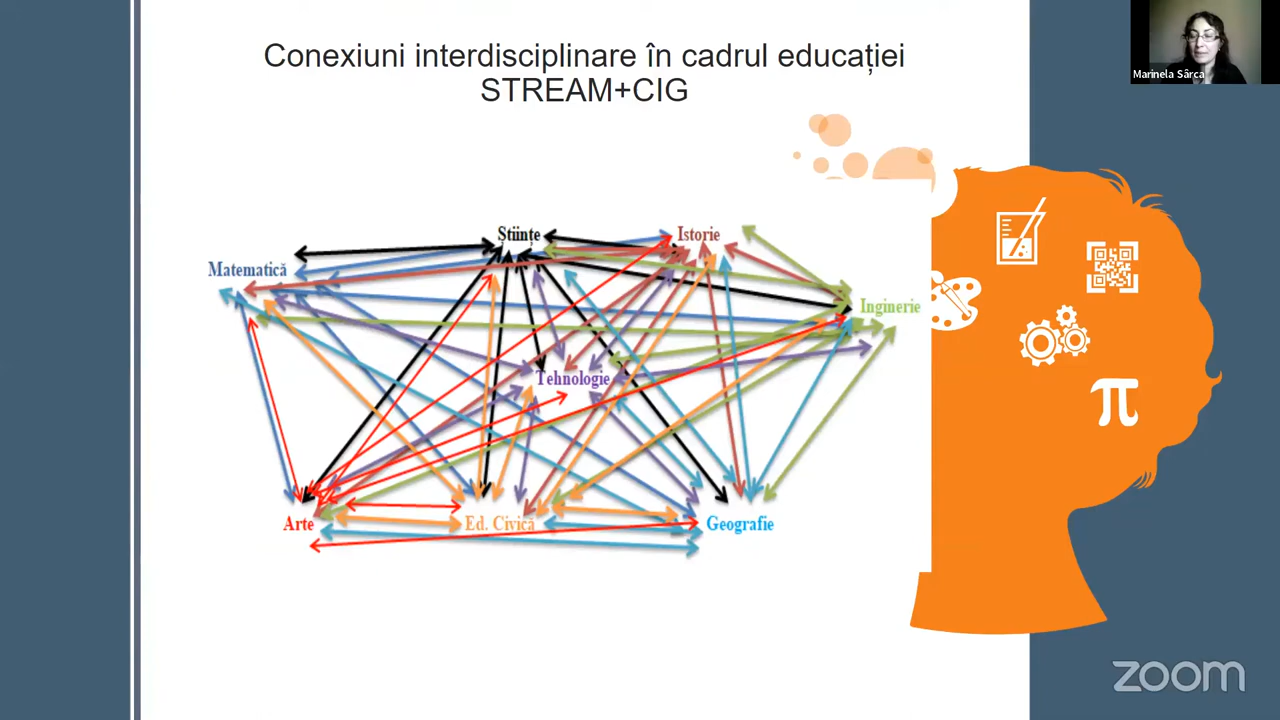 Conexiuni interdisciplinare în cadrul educației
STREAM+CIG
Marinela Sârca
Științe
Istorie
Matematică
Inginerie
Tehnologie
Arte
Ed. Civică
Geografie
π
zoom